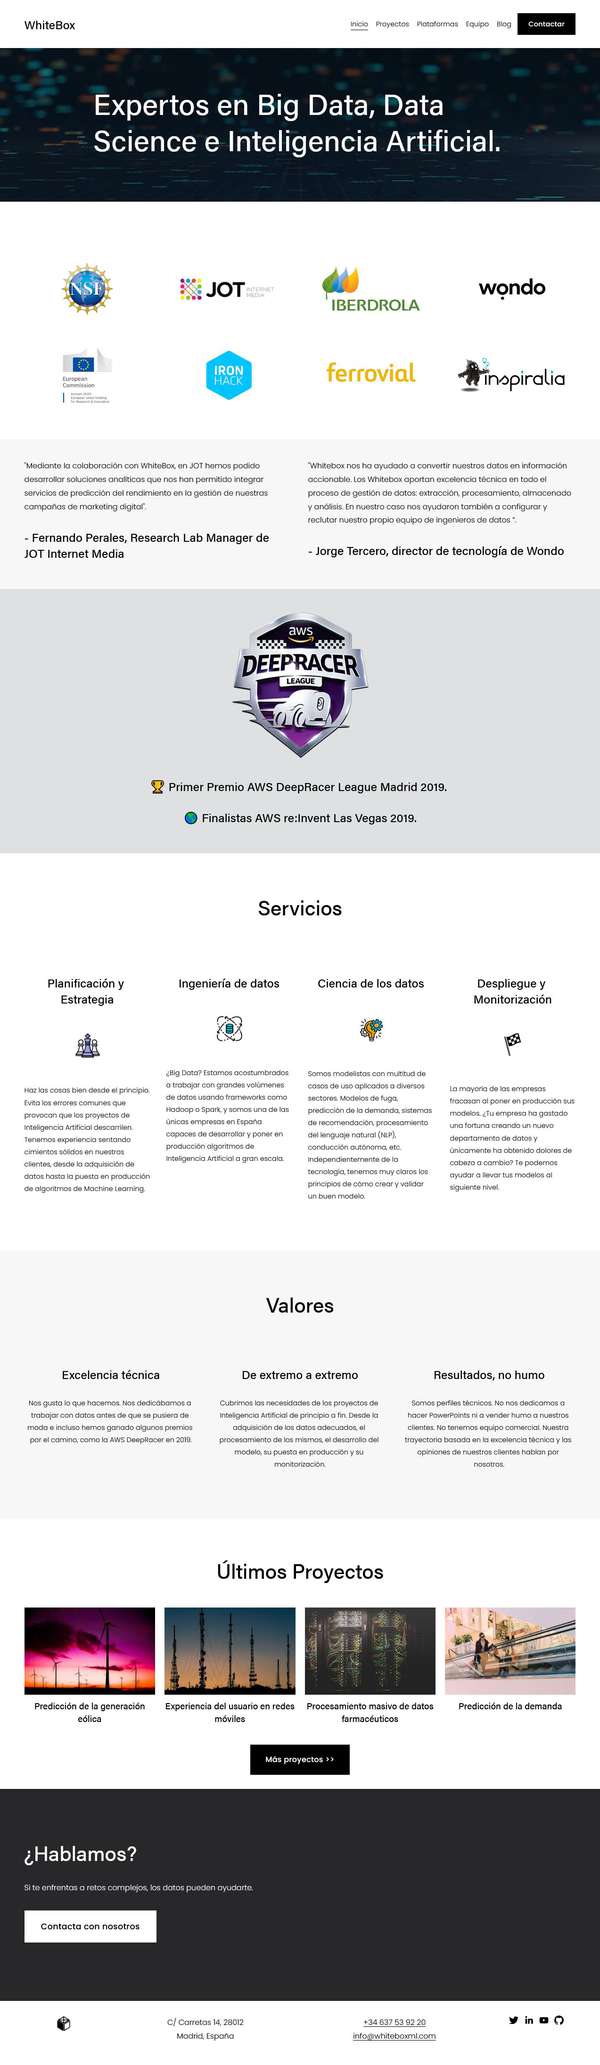 WhiteBox
Inicio Proyectos Plataformas Equipo Blog Contactar
Expertos en Big Data, Data
Science e Inteligencia Artificial.
NSF
JOT INTERNET
MEDIA
IBERDROLA
wondo
European
Commission
IRON
HACK
ferrovial
inspiralia
"Mediante la colaboración con WhiteBox, en JOT hemos podido
desarrollar soluciones analíticas que nos han permitido integrar
servicios de predicción del rendimiento en la gestión de nuestras
campañas de marketing digital".
- Fernando Perales, Research Lab Manager de
JOT Internet Media
"Whitebox nos ha ayudado a convertir nuestros datos en información
accionable. Los Whitebox aportan excelencia técnica en todo el
proceso de gestión de datos: extracción, procesamiento, almacenado
y análisis. En nuestro caso nos ayudaron también a configurar y
reclutar nuestro propio equipo de ingenieros de datos ".
- Jorge Tercero, director de tecnología de Wondo
aws
DEEPRACER
LEAGUE
Primer Premio AWS DeepRacer League Madrid 2019.
Finalistas AWS re:Invent Las Vegas 2019.
Servicios
Planificación y
Estrategia
Haz las cosas bien desde el principio.
Evita los errores comunes que
provocan que los proyectos de
Inteligencia Artificial descarrilen.
Tenemos experiencia sentando
cimientos sólidos en nuestros
clientes, desde la adquisición de
datos hasta la puesta en producción
de algoritmos de Machine Learning.
Ingeniería de datos
¿Big Data? Estamos acostumbrados
a trabajar con grandes volúmenes
de datos usando frameworks como
Hadoop o Spark, y somos una de las
únicas empresas en España
capaces de desarrollar y poner en
producción algoritmos de
Inteligencia Artificial a gran escala.
Ciencia de los datos
Somos modelistas con multitud de
casos de uso aplicados a diversos
sectores. Modelos de fuga,
predicción de la demanda, sistemas
de recomendación, procesamiento
del lenguaje natural (NLP),
conducción autónoma, etc.
Independientemente de la
tecnología, tenemos muy claros los
principios de cómo crear y validar
un buen modelo.
Despliegue y
Monitorización
La mayoría de las empresas
fracasan al poner en producción sus
modelos. ¿Tu empresa ha gastado
una fortuna creando un nuevo
departamento de datos y
únicamente ha obtenido dolores de
cabeza a cambio? Te podemos
ayudar a llevar tus modelos al
siguiente nivel.
Valores
Excelencia técnica
Nos gusta lo que hacemos. Nos dedicábamos a
trabajar con datos antes de que se pusiera de
moda e incluso hemos ganado algunos premios
por el camino, como la AWS DeepRacer en 2019.
De extremo a extremo
Cubrimos las necesidades de los proyectos de
Inteligencia Artificial de principio a fin. Desde la
adquisición de los datos adecuados, el
procesamiento de los mismos, el desarrollo del
modelo, su puesta en producción y su
monitorización.
Resultados, no humo
Somos perfiles técnicos. No nos dedicamos a
hacer PowerPoints ni a vender humo a nuestros
clientes. No tenemos equipo comercial. Nuestra
trayectoria basada en la excelencia técnica y las
opiniones de nuestros clientes hablan por
nosotros.
Últimos Proyectos
Predicción de la generación
eólica
Experiencia del usuario en redes
móviles
Procesamiento masivo de datos
farmacéuticos
Predicción de la demanda
Más proyectos >>
¿Hablamos?
Si te enfrentas a retos complejos, los datos pueden ayudarte.
Contacta con nosotros
C/ Carretas 14, 28012
Madrid, España
+34 637 53 92 20
info@whiteboxml.com